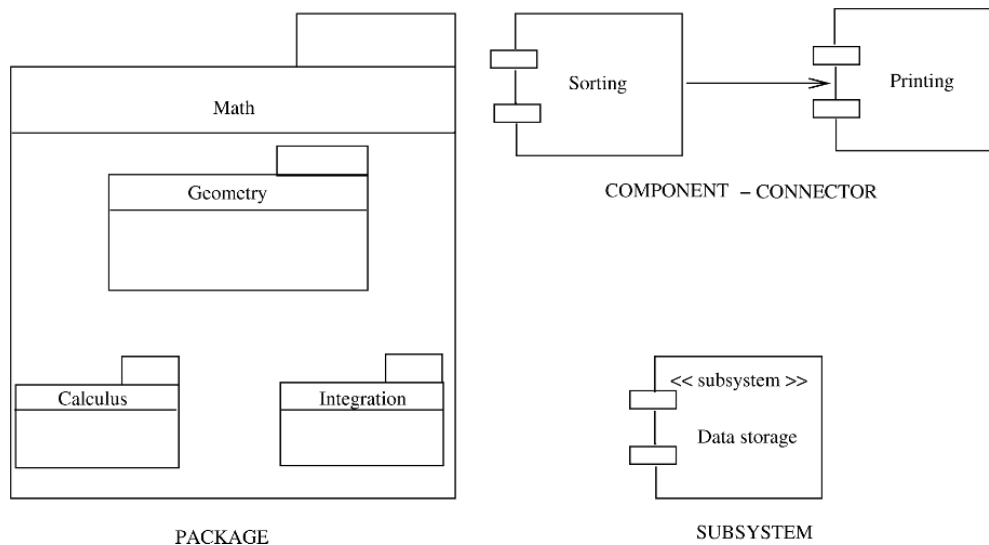 Math
Geometry
Calculus
Integration
PACKAGE
Sorting
Printing
COMPONENT – CONNECTOR
<< subsystem >>
Data storage
SUBSYSTEM